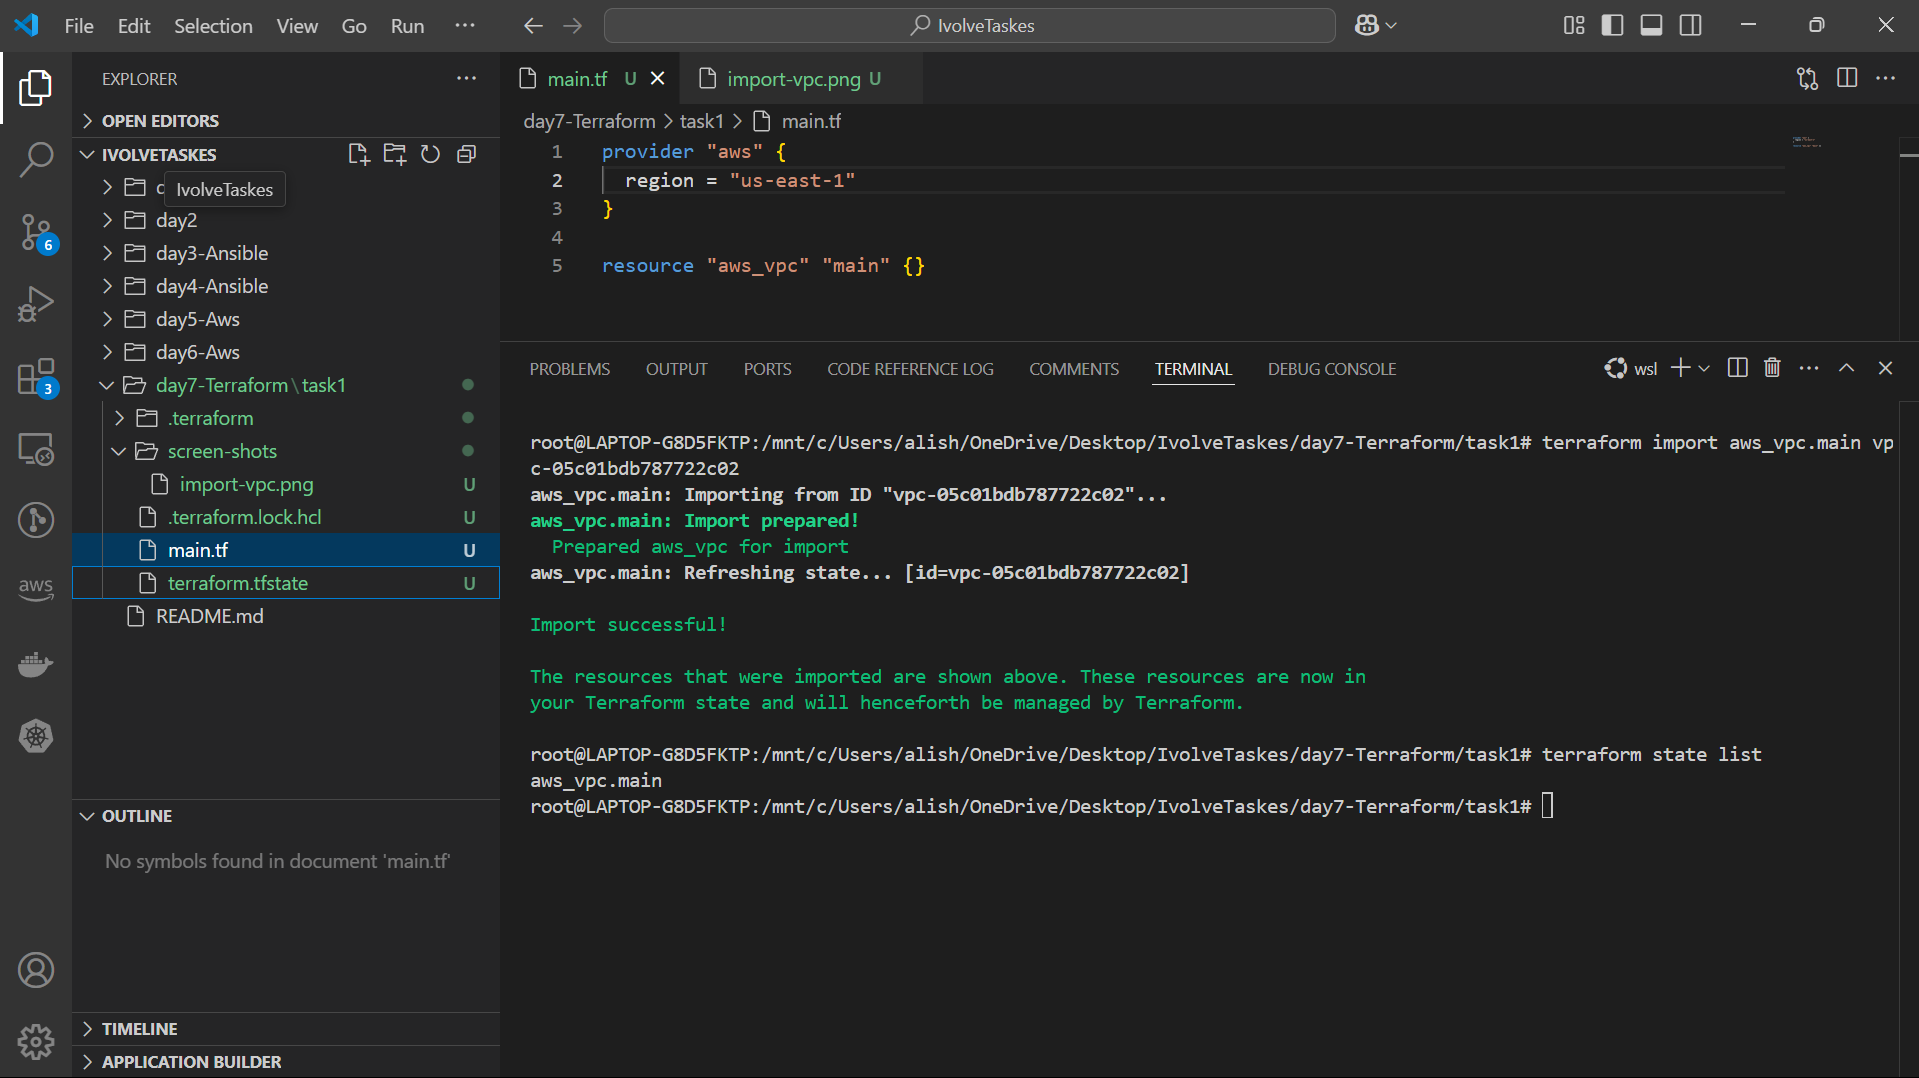 File Edit Selection View Go Run ···
IvolveTaskes
EXPLORER
OPEN EDITORS
IVOLVETASKES
IvolveTaskes
day2
day3-Ansible
day4-Ansible
day5-Aws
day6-Aws
day7-Terraform\task1
.terraform
screen-shots
import-vpc.png U
.terraform.lock.hcl U
main.tf U
terraform.tfstate U
README.md
6
3
aws
OUTLINE
No symbols found in document 'main.tf'
TIMELINE
APPLICATION BUILDER
main.tf U
import-vpc.png U
day7-Terraform > task1 > main.tf
1 provider "aws" {
2 region = "us-east-1"
3 }
4
5 resource "aws_vpc" "main" {}
PROBLEMS OUTPUT PORTS CODE REFERENCE LOG COMMENTS TERMINAL DEBUG CONSOLE
wsl
root@LAPTOP-G8D5FKTP:/mnt/c/Users/alish/OneDrive/Desktop/IvolveTaskes/day7-Terraform/task1# terraform import aws_vpc.main vp
c-05c01bdb787722c02
aws_vpc.main: Importing from ID "vpc-05c01bdb787722c02"...
aws_vpc.main: Import prepared!
Prepared aws_vpc for import
aws_vpc.main: Refreshing state... [id=vpc-05c01bdb787722c02]
Import successful!
The resources that were imported are shown above. These resources are now in
your Terraform state and will henceforth be managed by Terraform.
root@LAPTOP-G8D5FKTP:/mnt/c/Users/alish/OneDrive/Desktop/IvolveTaskes/day7-Terraform/task1# terraform state list
aws_vpc.main
root@LAPTOP-G8D5FKTP:/mnt/c/Users/alish/OneDrive/Desktop/IvolveTaskes/day7-Terraform/task1#